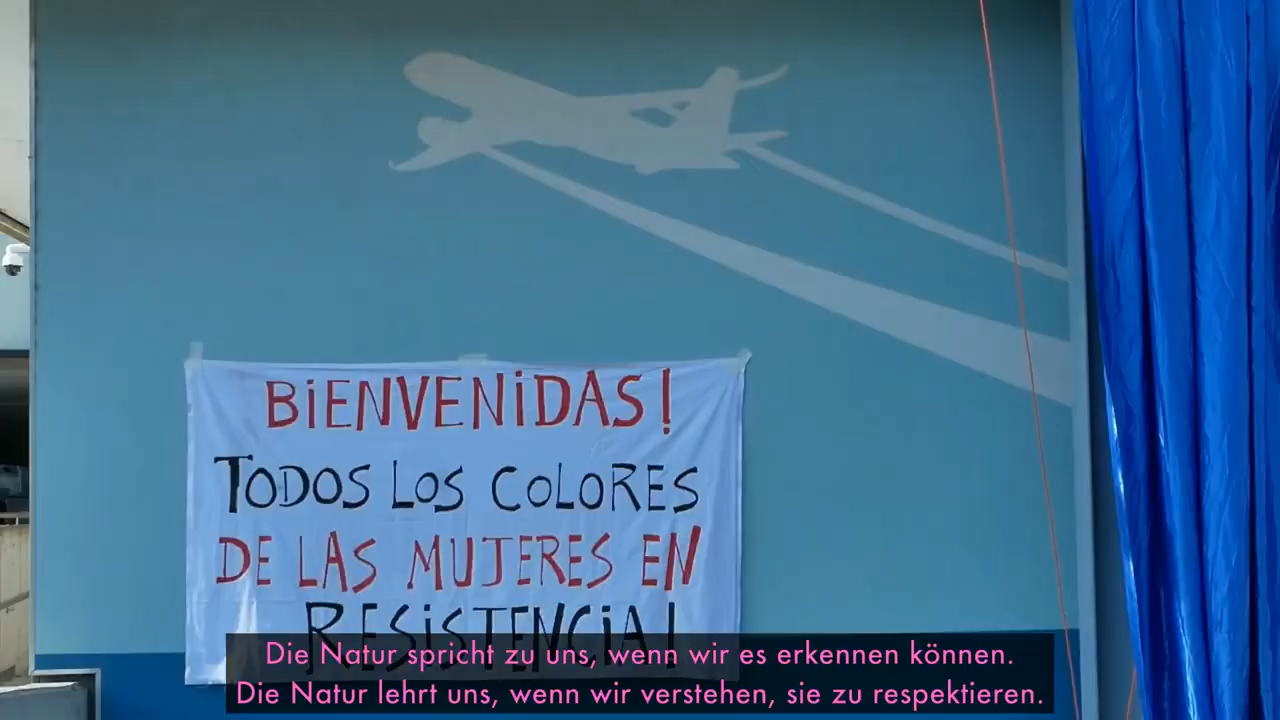 BiENVENiDAS!
TODOS LOS COLORES
DE LAS MUJERES EN
RESiSTENCiA!
Die Natur spricht zu uns, wenn wir es erkennen können.
Die Natur lehrt uns, wenn wir verstehen, sie zu respektieren.